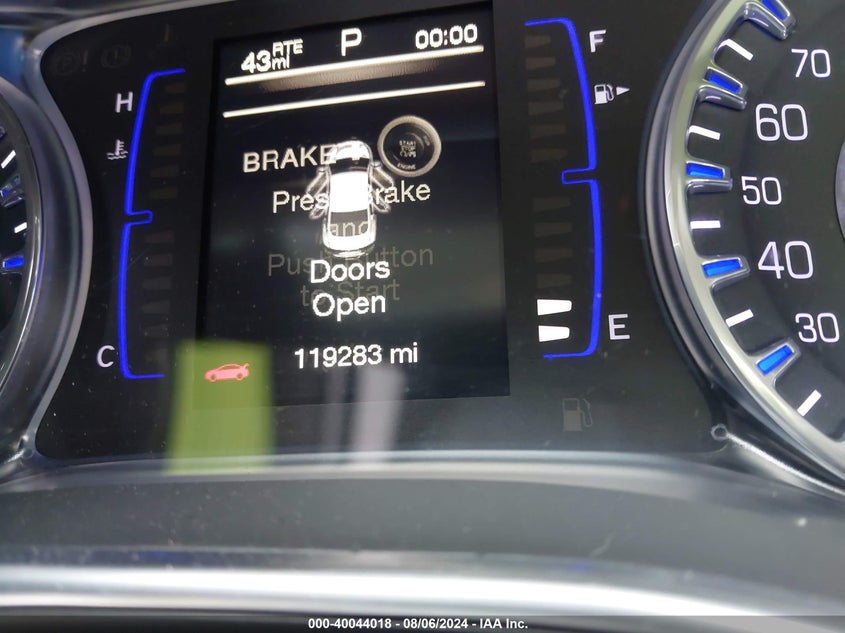 43 RTE mi P 00:00
H
F
BRAKE +
START STOP ENGINE
Press Brake
and
Push Button
to Start
Doors
Open
C
E
119283 mi
70
60
50
40
30
000-40044018 - 08/06/2024 - IAA Inc.